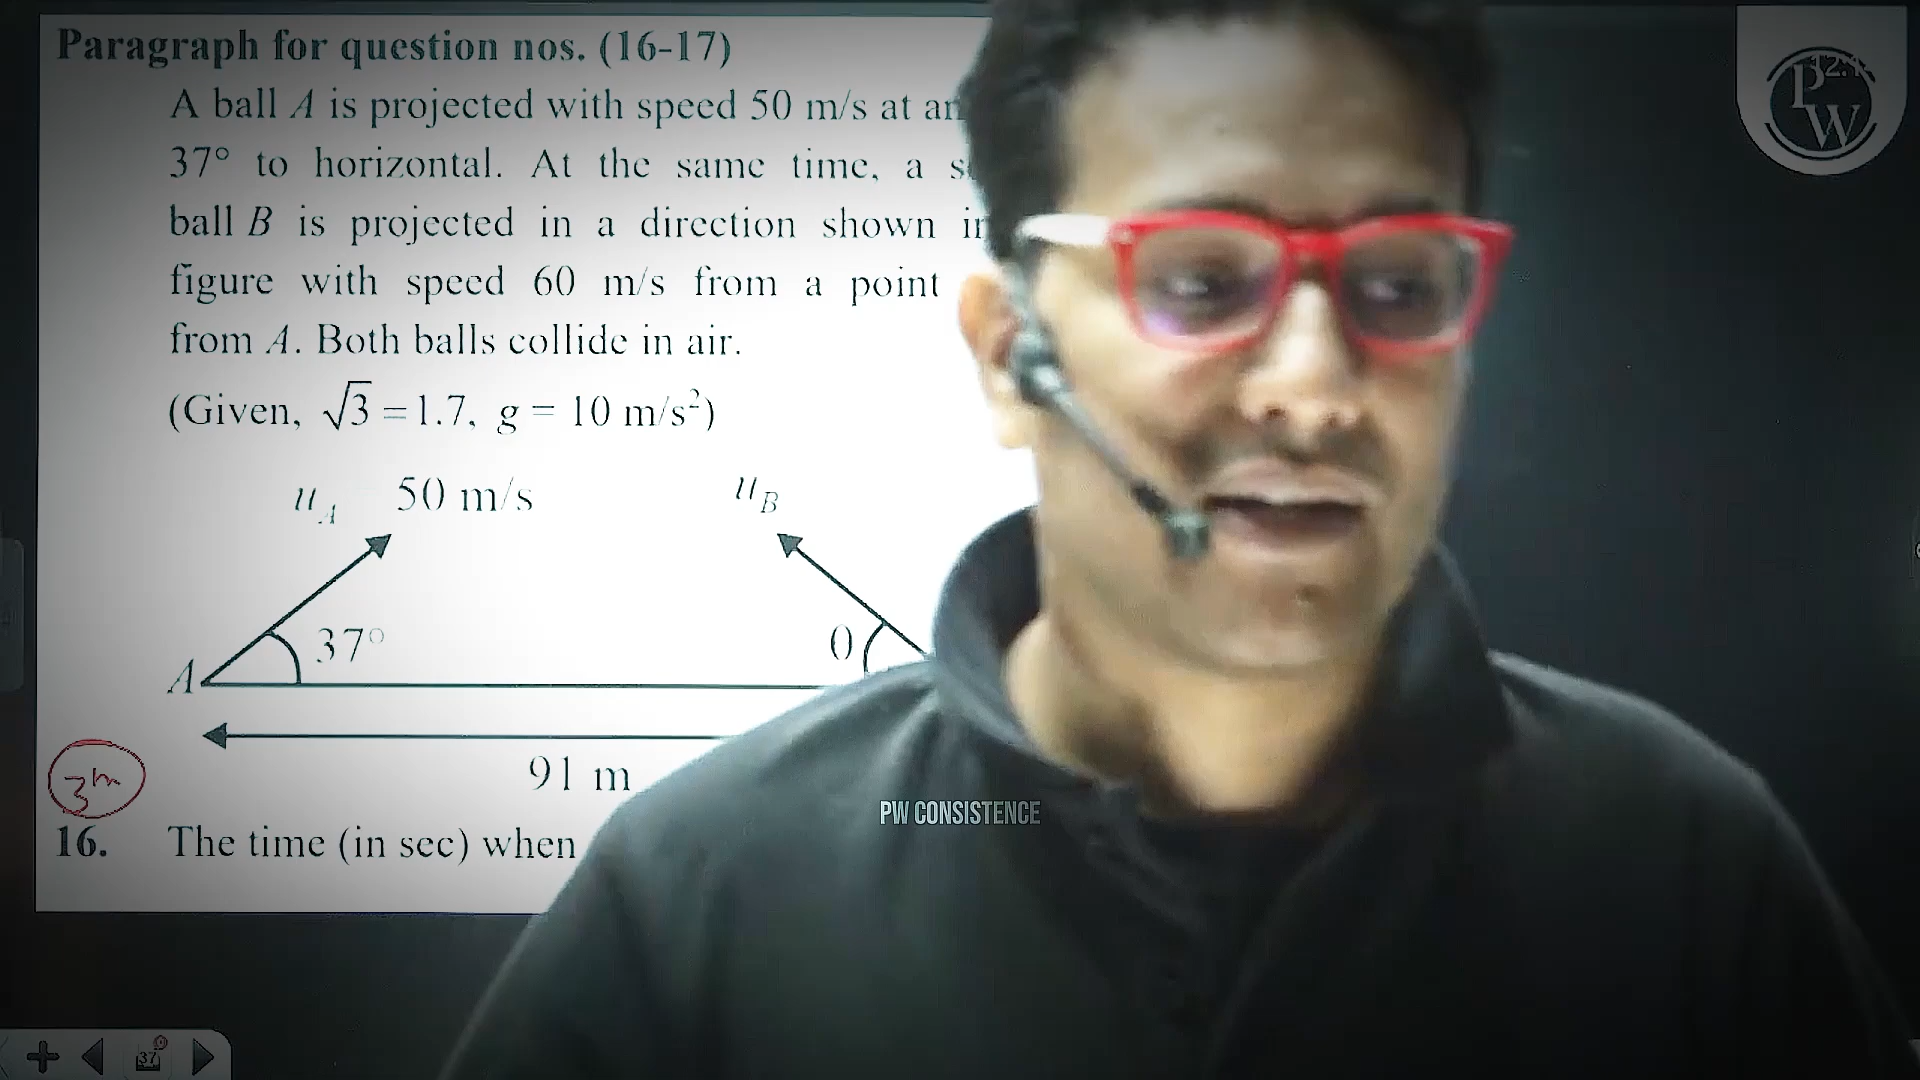 Paragraph for question nos. (16-17)
A ball A is projected with speed 50 m/s at
37° to horizontal. At the same time, a
ball B is projected in a direction shown
figure with speed 60 m/s from a point
from A. Both balls collide in air.
(Given, √3 = 1.7, g = 10 m/s²)
u_A 50 m/s u_B
A 37° θ
91 m
3m
PW CONSISTENCE
16. The time (in sec) when
PW
37